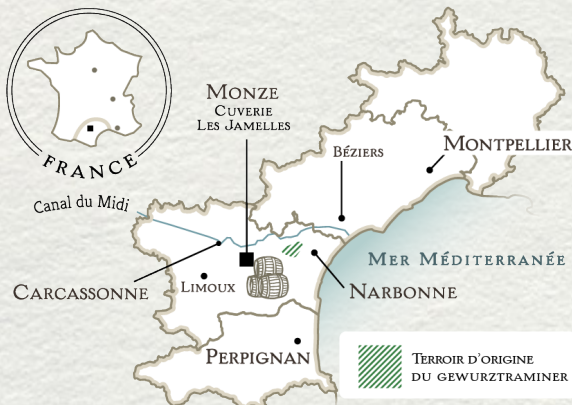 FRANCE
Canal du Midi
MONZE
CUVERIE
LES JAMELLES
BÉZIERS
MONTPELLIER
MER MÉDITERRANÉE
CARCASSONNE
LIMOUX
NARBONNE
PERPIGNAN
TERROIR D'ORIGINE
DU GEWURZTRAMINER